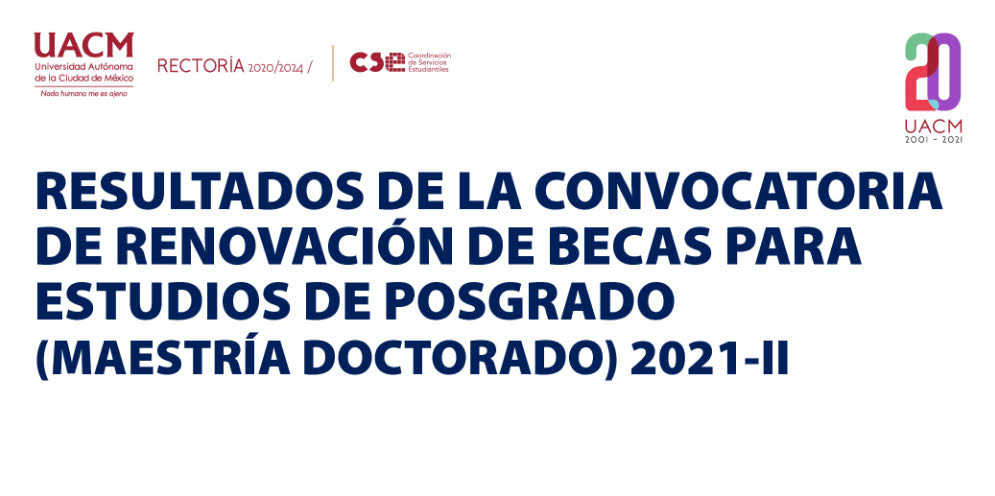 UACM
Universidad Autónoma
de la Ciudad de México
Nada humano me es ajeno
RECTORÍA 2020/2024 /
CSE
Coordinación
de Servicios
Estudiantiles
20
UACM
2001 - 2021
RESULTADOS DE LA CONVOCATORIA
DE RENOVACIÓN DE BECAS PARA
ESTUDIOS DE POSGRADO
(MAESTRÍA DOCTORADO) 2021-II